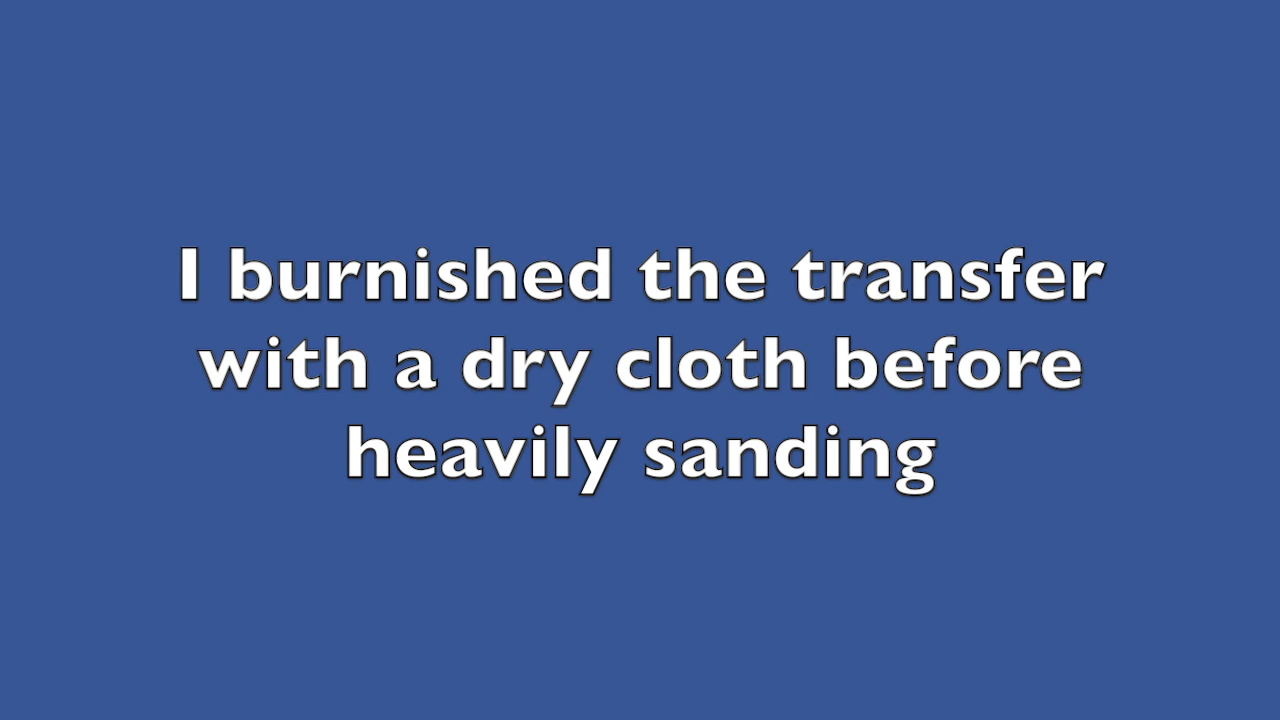 I burnished the transfer
with a dry cloth before
heavily sanding